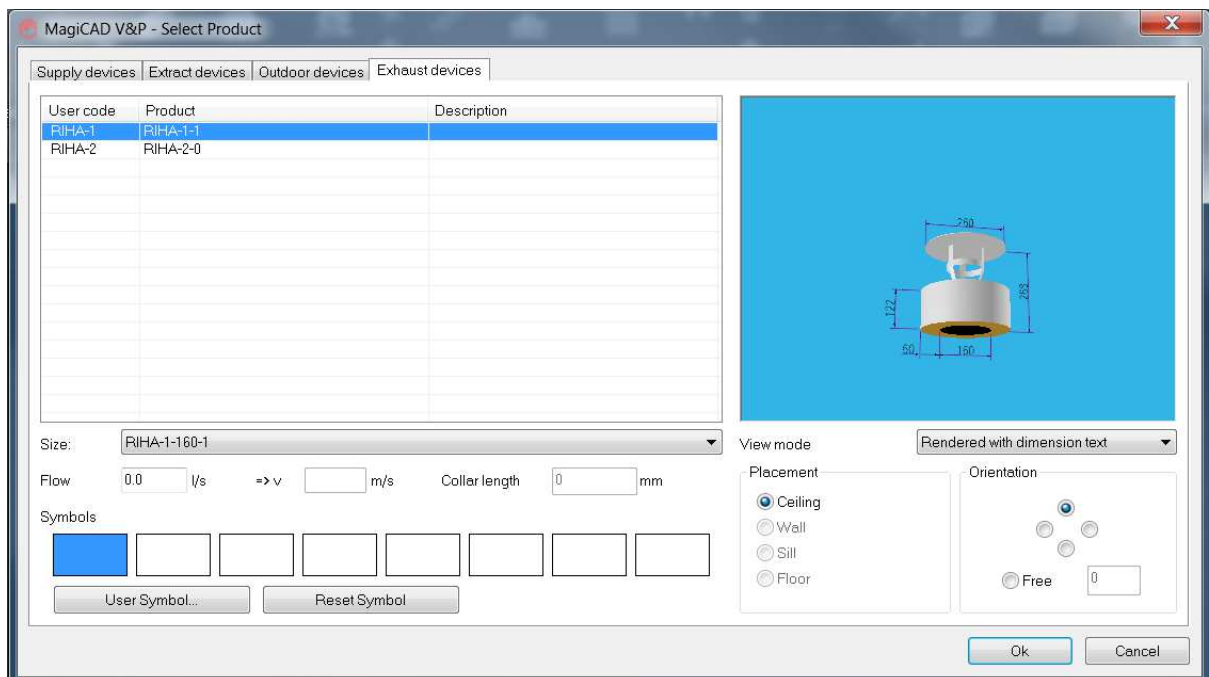 MagiCAD V&P - Select Product
Supply devices Extract devices Outdoor devices Exhaust devices
User code Product Description
RIHA-1 RIHA-1-1
RIHA-2 RIHA-2-0
260
268
122
60 160
Size: RIHA-1-160-1
View mode Rendered with dimension text
Flow 0.0 l/s => v m/s Collar length 0 mm
Symbols
User Symbol... Reset Symbol
Placement
Ceiling
Wall
Sill
Floor
Orientation
Free 0
Ok Cancel